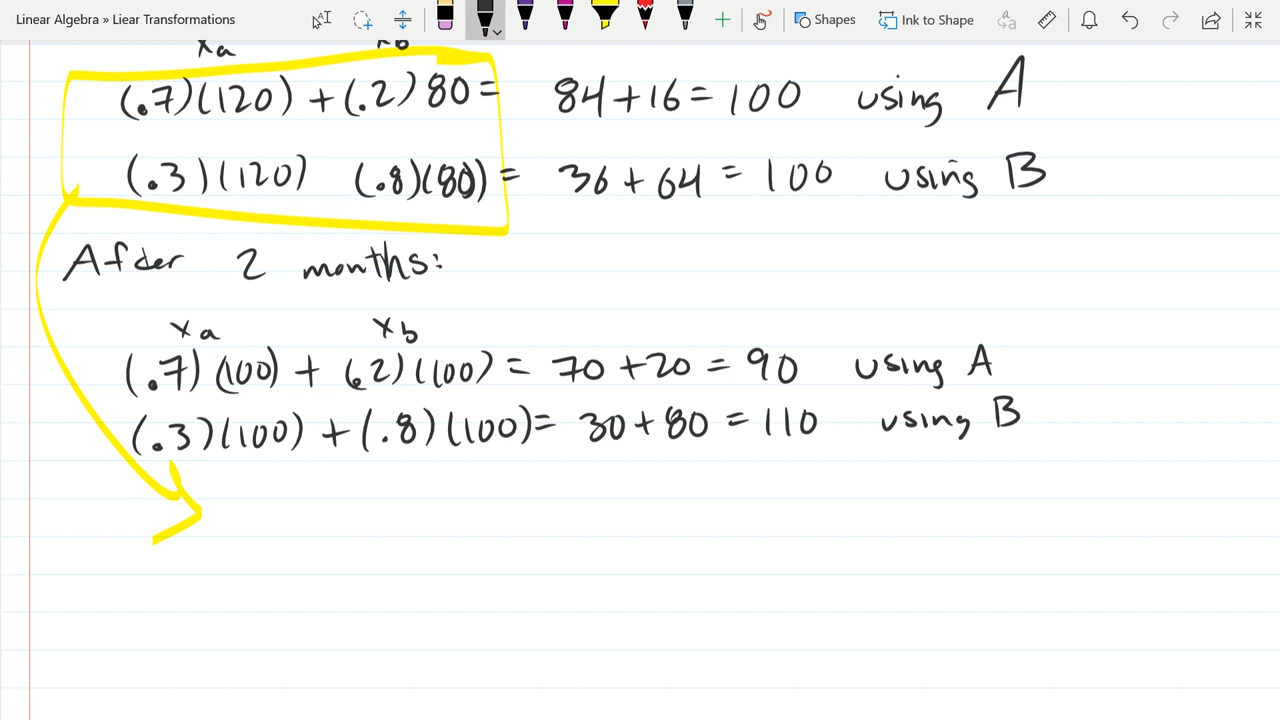 Linear Algebra » Liear Transformations
Shapes Ink to Shape
xa xb
(.7)(120) + (.2) 80 = 84 + 16 = 100 using A
(.3)(120) (.8)(80) = 36 + 64 = 100 using B
After 2 months:
xa xb
(.7)(100) + (.2)(100) = 70 + 20 = 90 using A
(.3)(100) + (.8)(100) = 30 + 80 = 110 using B